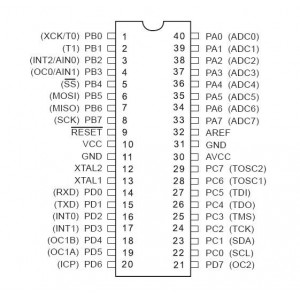 (XCK/T0) PB0 1 40 PA0 (ADC0)
(T1) PB1 2 39 PA1 (ADC1)
(INT2/AIN0) PB2 3 38 PA2 (ADC2)
(OC0/AIN1) PB3 4 37 PA3 (ADC3)
(SS) PB4 5 36 PA4 (ADC4)
(MOSI) PB5 6 35 PA5 (ADC5)
(MISO) PB6 7 34 PA6 (ADC6)
(SCK) PB7 8 33 PA7 (ADC7)
RESET 9 32 AREF
VCC 10 31 GND
GND 11 30 AVCC
XTAL2 12 29 PC7 (TOSC2)
XTAL1 13 28 PC6 (TOSC1)
(RXD) PD0 14 27 PC5 (TDI)
(TXD) PD1 15 26 PC4 (TDO)
(INT0) PD2 16 25 PC3 (TMS)
(INT1) PD3 17 24 PC2 (TCK)
(OC1B) PD4 18 23 PC1 (SDA)
(OC1A) PD5 19 22 PC0 (SCL)
(ICP) PD6 20 21 PD7 (OC2)